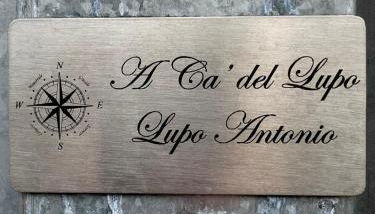 N
W E
S
A Ca' del Lupo
Lupo Antonio